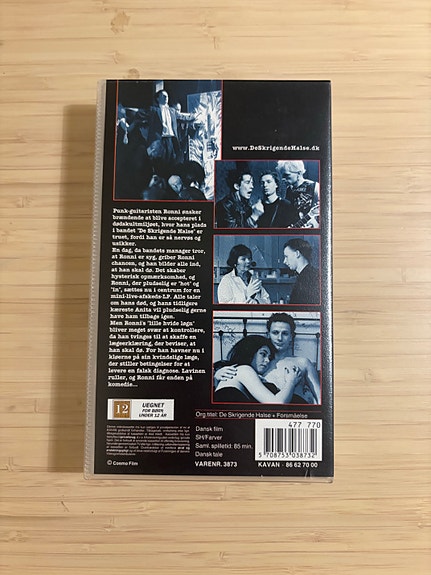 www.DeSkrigendeHalse.dk
Punk-guitaristen Ronni ønsker
brændende at blive accepteret i
dødskultmiljøet, hvor hans plads
i bandet "De Skrigende Halse" er
truet, fordi han er så nervøs og
usikker.
En dag, da bandets manager tror,
at Ronni er syg, griber Ronni
chancen, og han bilder alle ind,
at han skal dø. Det skaber
hysterisk opmærksomhed, og
Ronni, der pludselig er 'hot' og
'in', sættes nu i centrum for en
mini-live-afskeds-LP. Alle taler
om hans død, og hans tidligere
kæreste Anita vil pludselig gerne
have ham tilbage igen.
Men Ronni's 'lille hvide løgn'
bliver meget svær at kontrollere,
da han tvinges til at skaffe en
lægeerklæring, der beviser, at
han skal dø. For han havner nu i
kløerne på sin kvindelige læge,
der stiller betingelser for at
levere en falsk diagnose. Lavinen
ruller, og Ronni får enden på
komedie...
12
UEGNET
FOR BØRN
UNDER 12 ÅR
© Cosmo Film
Org.titel: De Skrigende Halse + Forsmåelse
Dansk film
SH/Farver
Saml. spilletid: 85 min.
Dansk tale
VARENR. 3873
477 770
5 708753 038732
KAVAN - 86 62 70 00